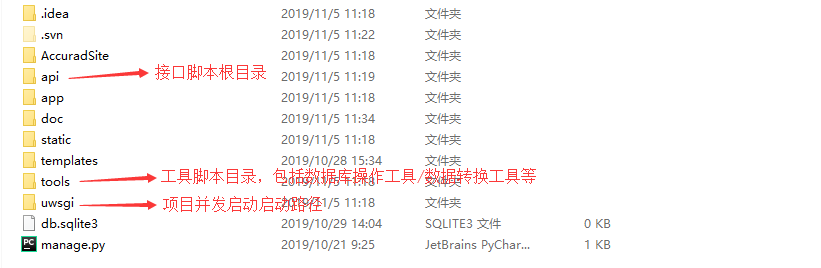 .idea 2019/11/5 11:18 文件夹
.svn 2019/11/5 11:22 文件夹
AccuradSite 2019/11/5 11:18 文件夹
api 接口脚本根目录 2019/11/5 11:19 文件夹
app 2019/11/5 11:18 文件夹
doc 2019/11/5 11:34 文件夹
static 2019/11/5 11:18 文件夹
templates 2019/10/28 15:34 文件夹
tools 工具脚本目录，包括数据库操作工具/数据转换工具等 2019/11/5 11:18 文件夹
uwsgi 项目并发启动启动路径 2019/11/5 11:18 文件夹
db.sqlite3 2019/10/29 14:04 SQLITE3 文件 0 KB
manage.py 2019/10/21 9:25 JetBrains PyChar... 1 KB